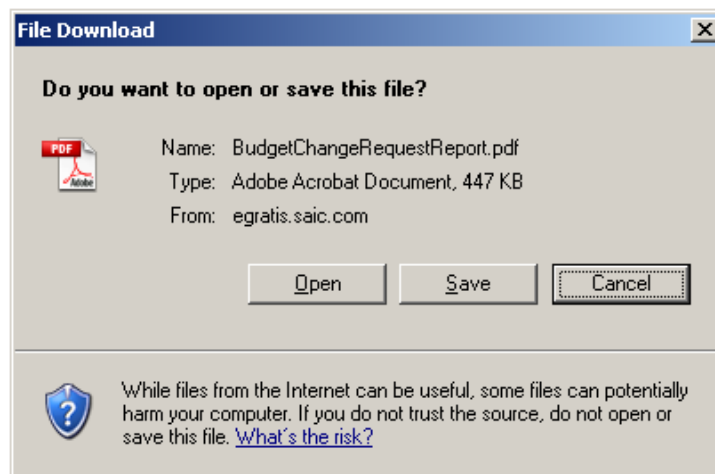 File Download
Do you want to open or save this file?
PDF
Adobe
Name: BudgetChangeRequestReport.pdf
Type: Adobe Acrobat Document, 447 KB
From: egratis.saic.com
Open Save Cancel
While files from the Internet can be useful, some files can potentially
harm your computer. If you do not trust the source, do not open or
save this file. What's the risk?